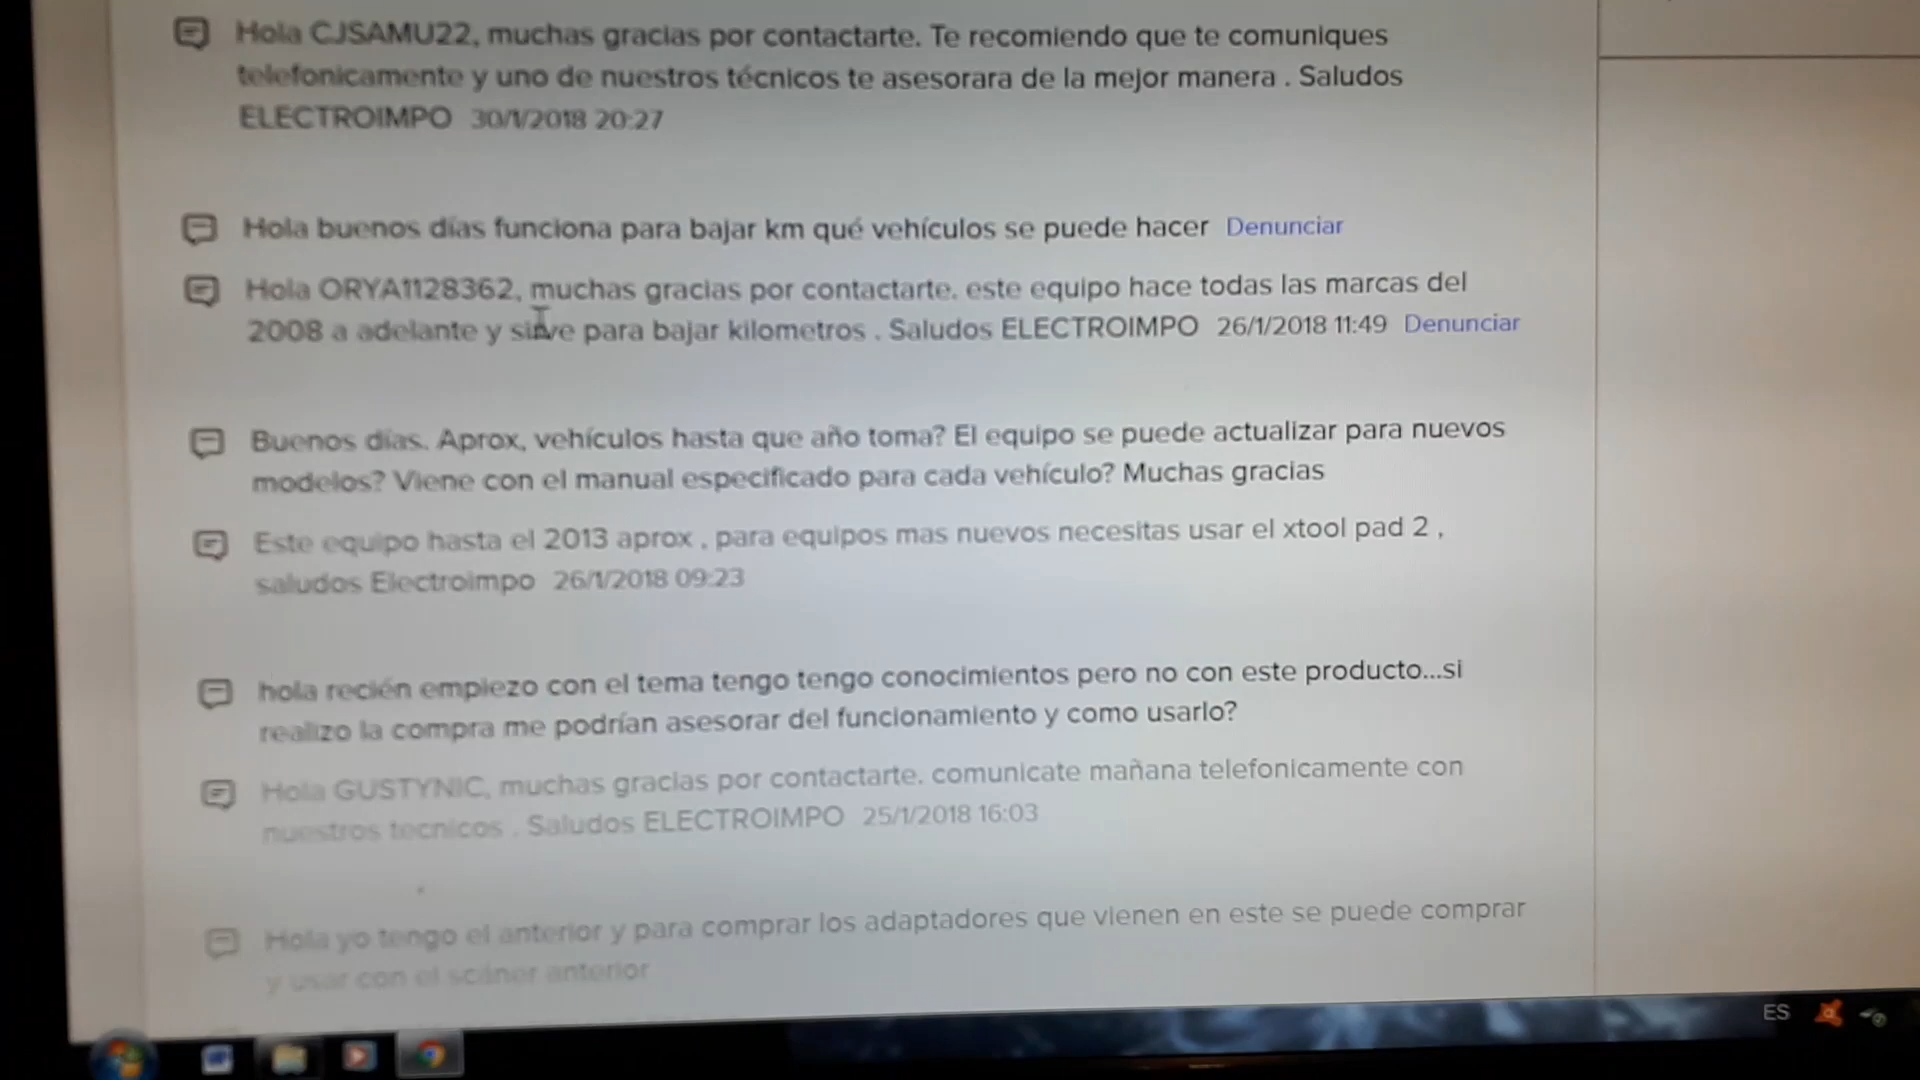 Hola CJSAMU22, muchas gracias por contactarte. Te recomiendo que te comuniques
telefonicamente y uno de nuestros técnicos te asesorara de la mejor manera . Saludos
ELECTROIMPO 30/1/2018 20:27
Hola buenos días funciona para bajar km qué vehículos se puede hacer Denunciar
Hola ORYA1128362, muchas gracias por contactarte. este equipo hace todas las marcas del
2008 a adelante y sirve para bajar kilometros . Saludos ELECTROIMPO 26/1/2018 11:49 Denunciar
Buenos días. Aprox, vehículos hasta que año toma? El equipo se puede actualizar para nuevos
modelos? Viene con el manual especificado para cada vehículo? Muchas gracias
Este equipo hasta el 2013 aprox , para equipos mas nuevos necesitas usar el xtool pad 2 ,
saludos Electroimpo 26/1/2018 09:23
hola recién empiezo con el tema tengo tengo conocimientos pero no con este producto...si
realizo la compra me podrían asesorar del funcionamiento y como usarlo?
Hola GUSTYNIC, muchas gracias por contactarte. comunicate mañana telefonicamente con
nuestros tecnicos . Saludos ELECTROIMPO 25/1/2018 16:03
Hola yo tengo el anterior y para comprar los adaptadores que vienen en este se puede comprar
y usar con el scáner anterior
ES